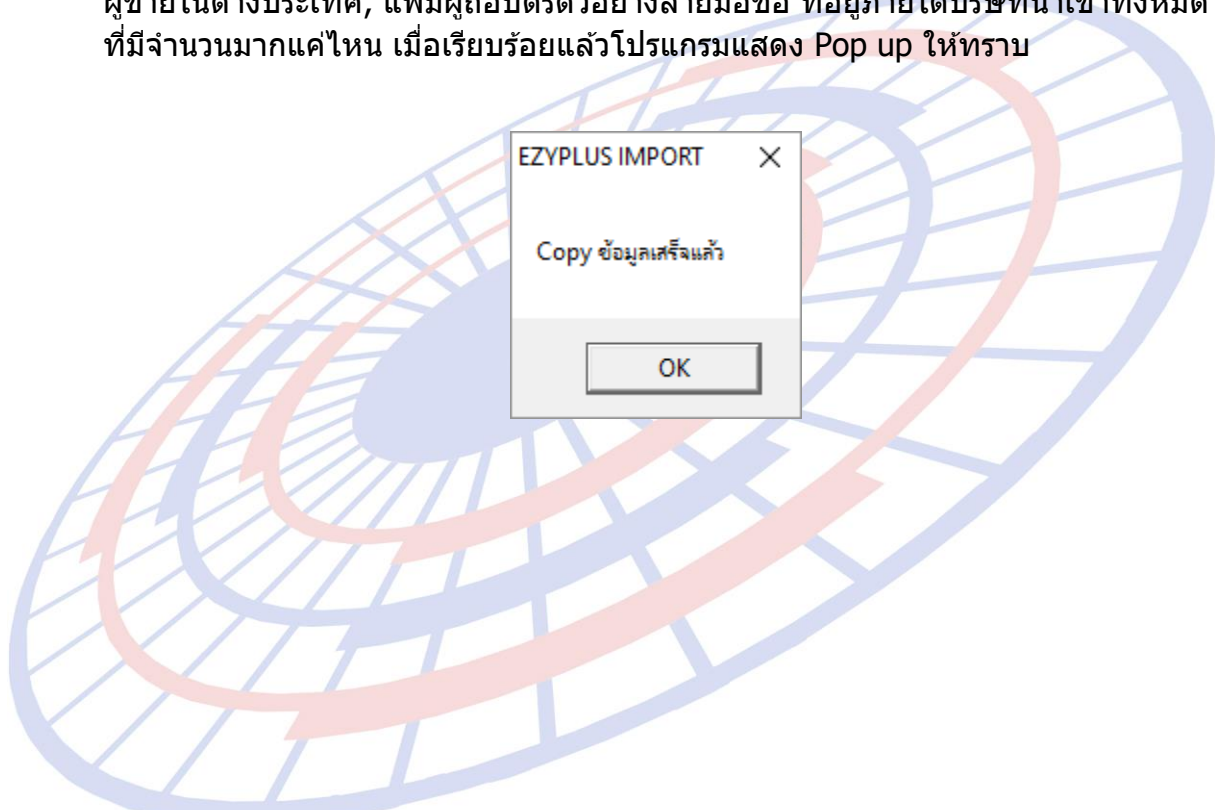 ผู้ขายในต่างประเทศ, แฟ้มผู้ถือบัตรตัวอย่างลายมือชื่อ ที่อยู่ภายใต้บริษัทนำเข้าทั้งหมด
ที่มีจำนวนมากแค่ไหน เมื่อเรียบร้อยแล้วโปรแกรมแสดง Pop up ให้ทราบ
EZYPLUS IMPORT
Copy ข้อมูลเสร็จแล้ว
OK